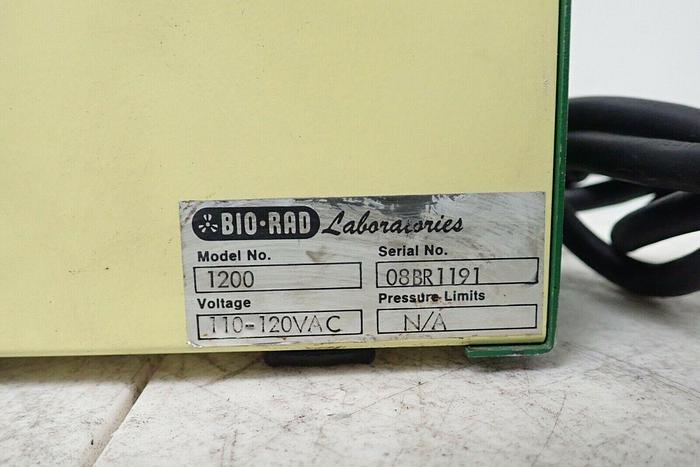 BIO·RAD Laboratories
Model No. Serial No.
1200 08BR1191
Voltage Pressure Limits
110-120VAC N/A